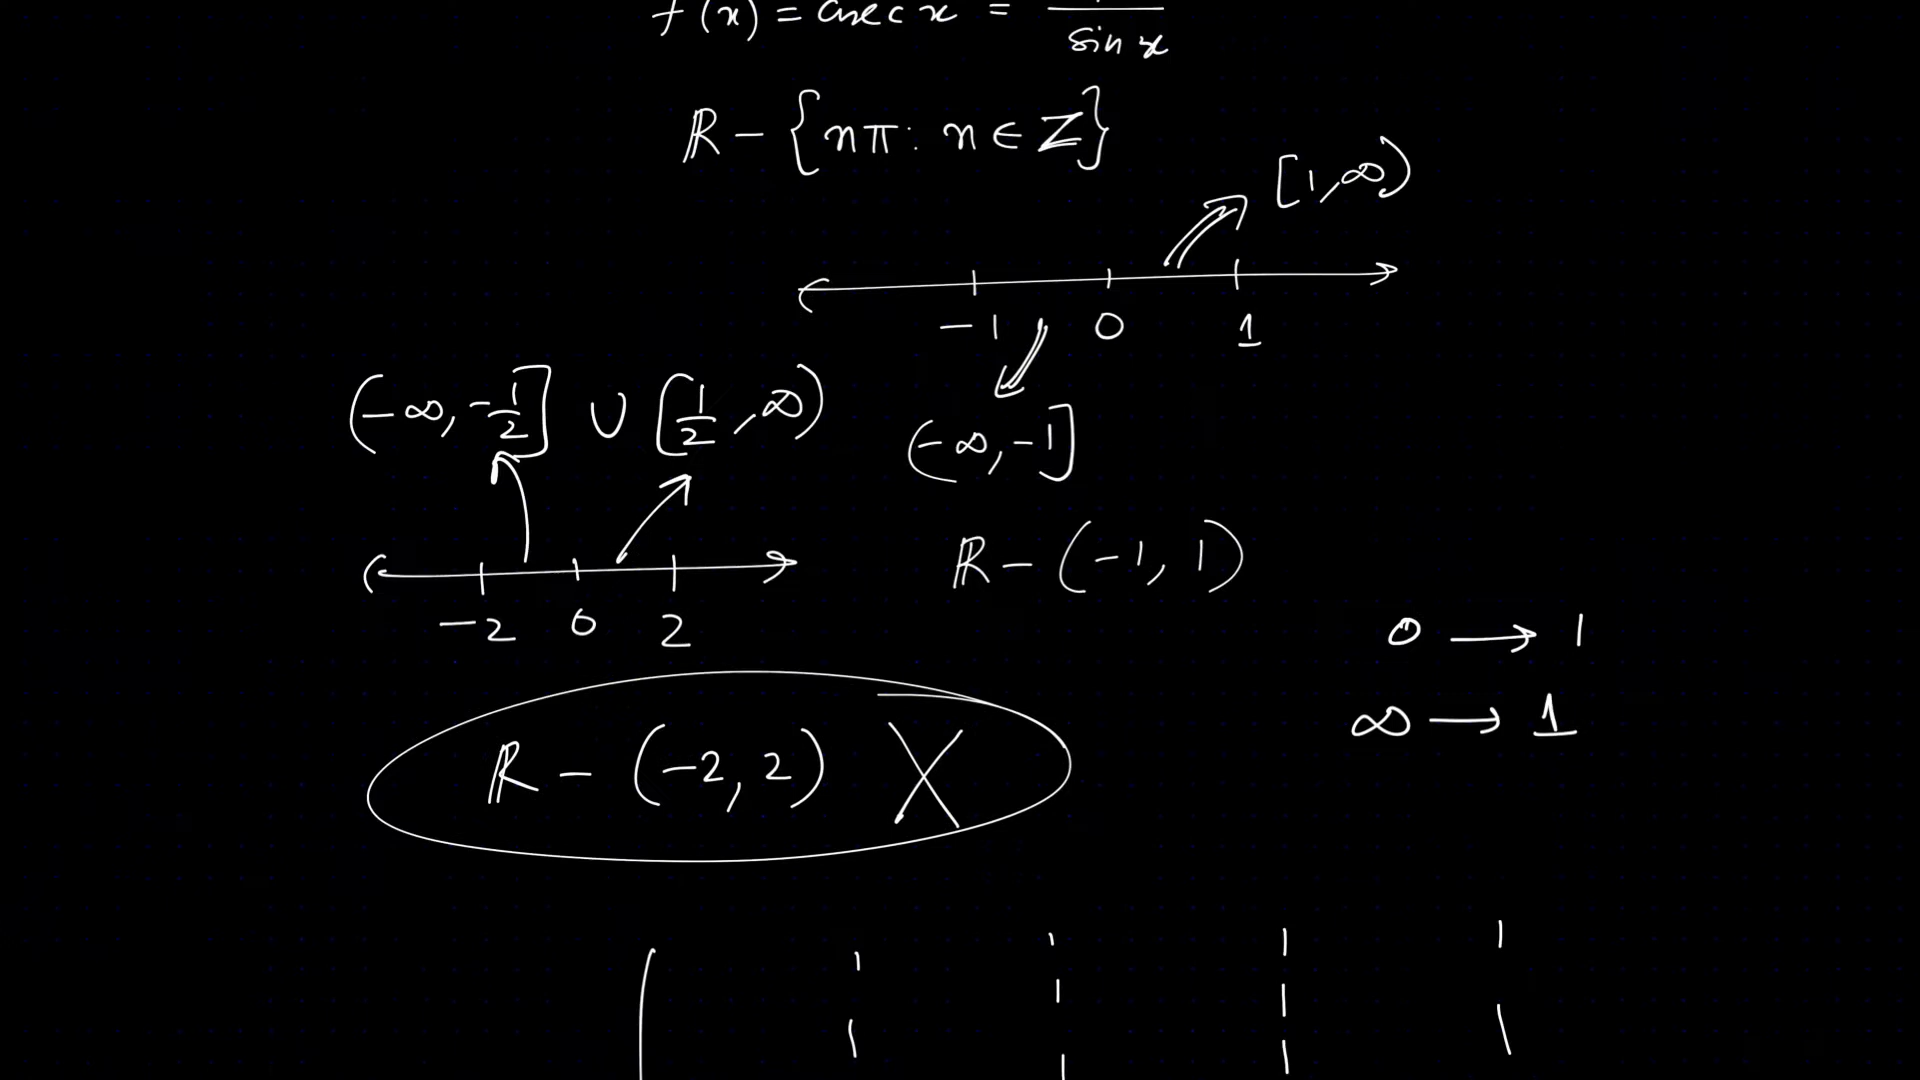 f(x) = cosec x = 1/sin x
ℝ - {nπ: n ∈ ℤ}
[1, ∞)
-1 0 1
(-∞, -1/2] ∪ [1/2, ∞)
(-∞, -1]
ℝ - (-1, 1)
-2 0 2
0 → 1
∞ → 1
ℝ - (-2, 2) X